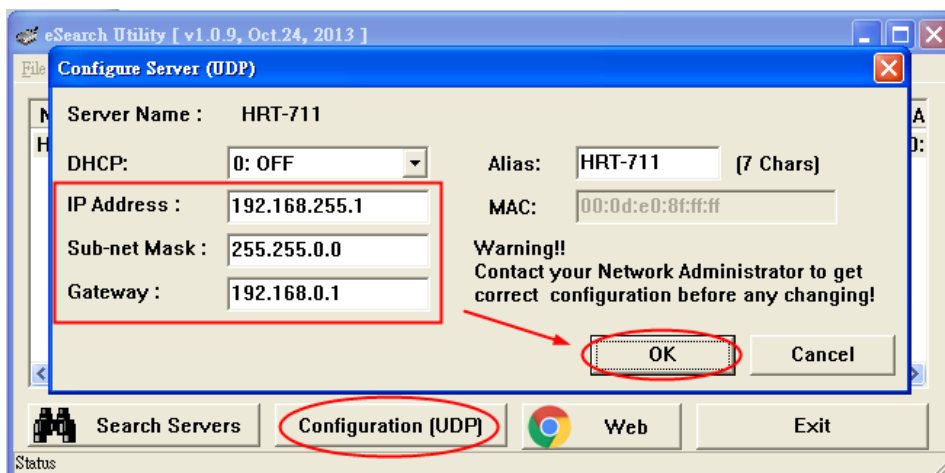 eSearch Utility [ v1.0.9, Oct.24, 2013 ]
File
Configure Server (UDP)
Server Name : HRT-711
DHCP: 0: OFF Alias: HRT-711 (7 Chars)
IP Address : 192.168.255.1 MAC: 00:0d:e0:8f:ff:ff
Sub-net Mask : 255.255.0.0
Gateway : 192.168.0.1
Warning!!
Contact your Network Administrator to get
correct configuration before any changing!
OK Cancel
Search Servers Configuration (UDP) Web Exit
Status